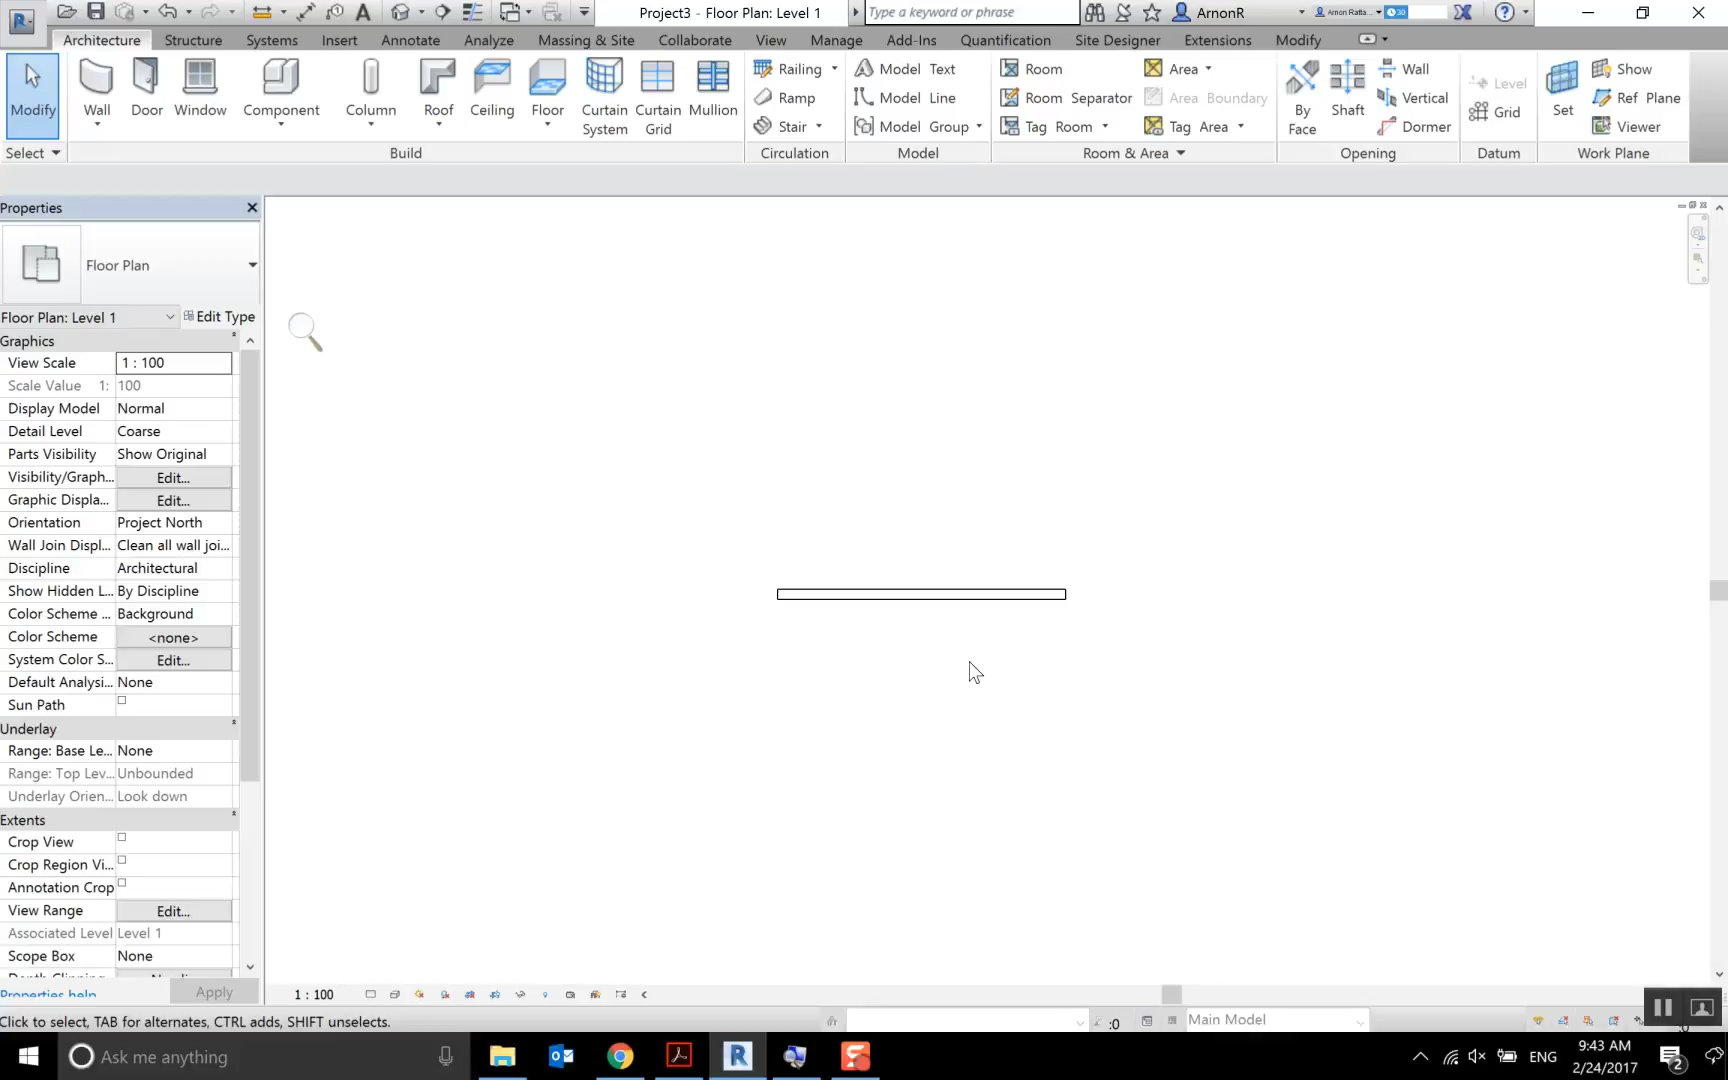 Project3 - Floor Plan: Level 1
Type a keyword or phrase
ArnonR
Arnon Ratta...
30
Architecture
Structure
Systems
Insert
Annotate
Analyze
Massing & Site
Collaborate
View
Manage
Add-Ins
Quantification
Site Designer
Extensions
Modify
Modify
Wall
Door
Window
Component
Column
Roof
Ceiling
Floor
Curtain System
Curtain Grid
Mullion
Railing
Ramp
Stair
Model Text
Model Line
Model Group
Room
Room Separator
Tag Room
Area
Area Boundary
Tag Area
By Face
Shaft
Wall
Vertical
Dormer
Level
Grid
Set
Show
Ref Plane
Viewer
Select
Build
Circulation
Model
Room & Area
Opening
Datum
Work Plane
Properties
Floor Plan
Floor Plan: Level 1
Edit Type
Graphics
View Scale 1 : 100
Scale Value 1: 100
Display Model Normal
Detail Level Coarse
Parts Visibility Show Original
Visibility/Graph... Edit...
Graphic Displa... Edit...
Orientation Project North
Wall Join Displ... Clean all wall joi...
Discipline Architectural
Show Hidden L... By Discipline
Color Scheme ... Background
Color Scheme <none>
System Color S... Edit...
Default Analysi... None
Sun Path
Underlay
Range: Base Le... None
Range: Top Lev... Unbounded
Underlay Orien... Look down
Extents
Crop View
Crop Region Vi...
Annotation Crop
View Range Edit...
Associated Level Level 1
Scope Box None
Properties help
Apply
1 : 100
Click to select, TAB for alternates, CTRL adds, SHIFT unselects.
:0
Main Model
:0
Ask me anything
ENG
9:43 AM
2/24/2017
2